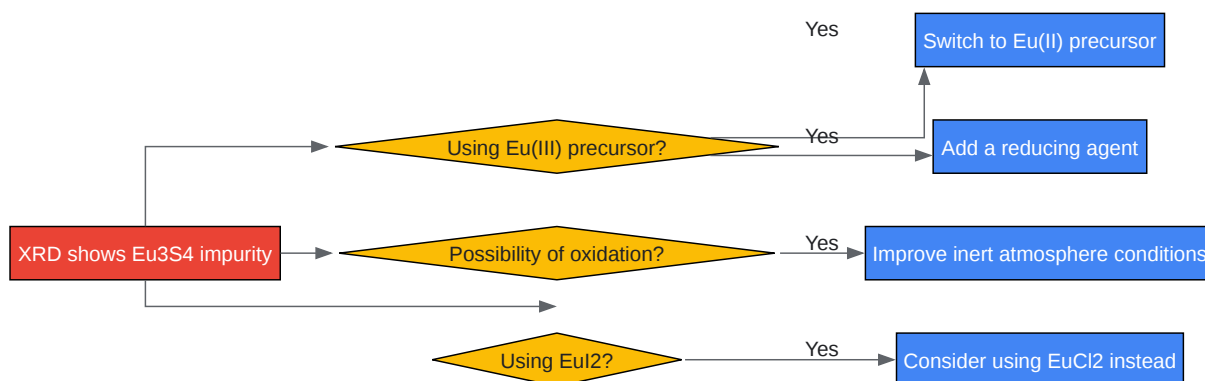 Yes
Switch to Eu(II) precursor
Using Eu(III) precursor?
Yes
Add a reducing agent
XRD shows Eu3S4 impurity
Possibility of oxidation?
Yes
Improve inert atmosphere conditions
Using EuI2?
Yes
Consider using EuCl2 instead